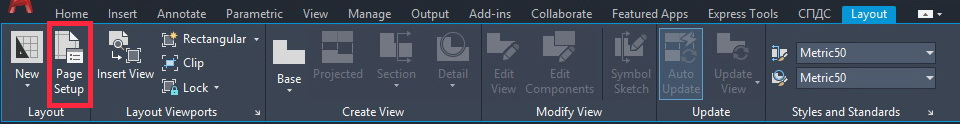 Home Insert Annotate Parametric View Manage Output Add-ins Collaborate Featured Apps Express Tools СПДС Layout
New
Page Setup
Insert View
Rectangular
Clip
Lock
Base
Projected
Section
Detail
Edit View
Edit Components
Symbol Sketch
Auto Update
Update View
Metric50
Metric50
Layout
Layout Viewports
Create View
Modify View
Update
Styles and Standards